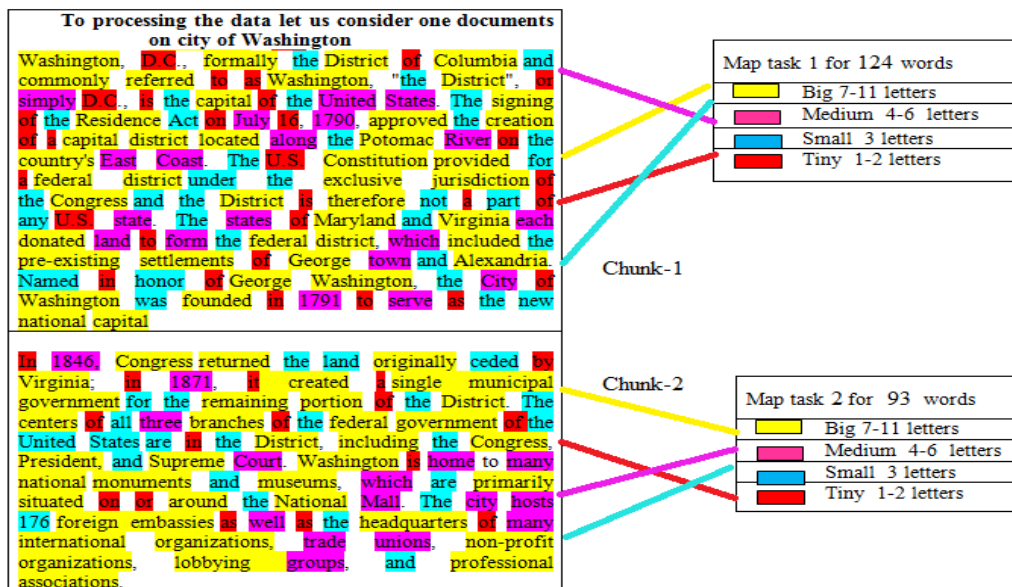 To processing the data let us consider one documents
on city of Washington
Washington, D.C., formally the District of Columbia and
commonly referred to as Washington, "the District", or
simply D.C., is the capital of the United States. The signing
of the Residence Act on July 16, 1790, approved the creation
of a capital district located along the Potomac River on the
country's East Coast. The U.S. Constitution provided for
a federal district under the exclusive jurisdiction of
the Congress and the District is therefore not a part of
any U.S. state. The states of Maryland and Virginia each
donated land to form the federal district, which included the
pre-existing settlements of George town and Alexandria.
Named in honor of George Washington, the City of
Washington was founded in 1791 to serve as the new
national capital
Map task 1 for 124 words
Big 7-11 letters
Medium 4-6 letters
Small 3 letters
Tiny 1-2 letters
Chunk-1
In 1846, Congress returned the land originally ceded by
Virginia; in 1871, it created a single municipal
government for the remaining portion of the District. The
centers of all three branches of the federal government of the
United States are in the District, including the Congress,
President, and Supreme Court. Washington is home to many
national monuments and museums, which are primarily
situated on or around the National Mall. The city hosts
176 foreign embassies as well as the headquarters of many
international organizations, trade unions, non-profit
organizations, lobbying groups, and professional
associations.
Chunk-2
Map task 2 for 93 words
Big 7-11 letters
Medium 4-6 letters
Small 3 letters
Tiny 1-2 letters